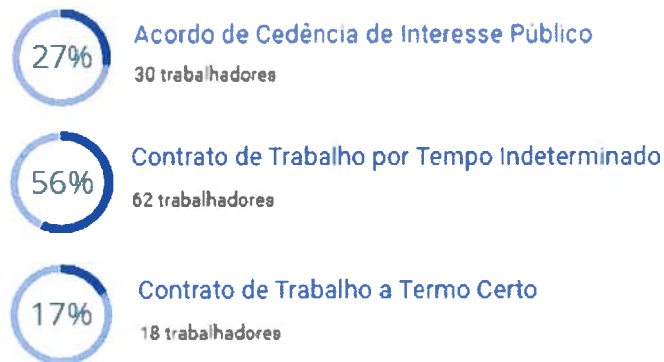 27%
Acordo de Cedência de Interesse Público
30 trabalhadores
56%
Contrato de Trabalho por Tempo Indeterminado
62 trabalhadores
17%
Contrato de Trabalho a Termo Certo
18 trabalhadores